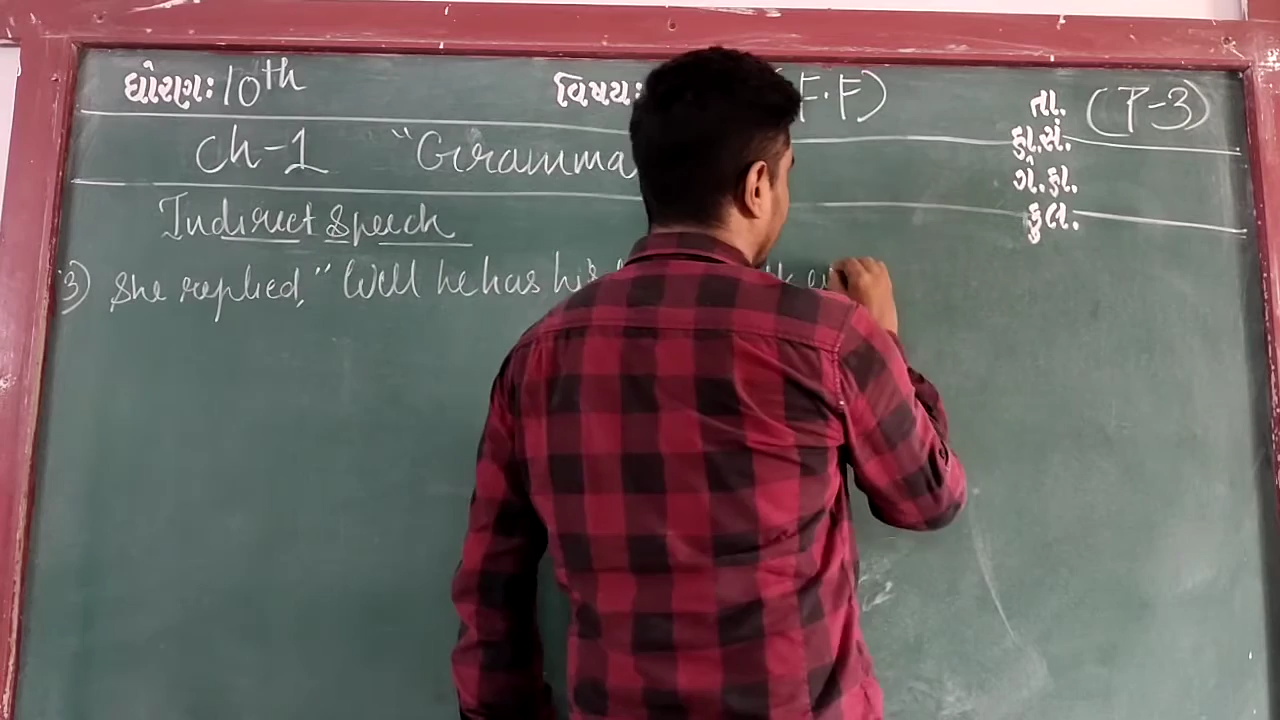 ધોરણ: 10th વિષય: F.F)
તા. (P-3)
ક્રા.સં.
Ch-1 "Gramma
ગે.કા.
Indirect Speech
કુલ.
3) She replied, "Well he has his